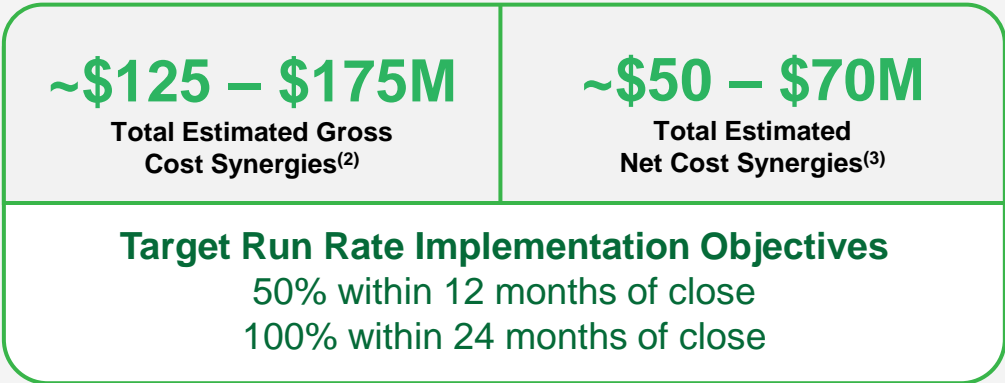 ~$125 – $175M
Total Estimated Gross
Cost Synergies(2)
~$50 – $70M
Total Estimated
Net Cost Synergies(3)
Target Run Rate Implementation Objectives
50% within 12 months of close
100% within 24 months of close